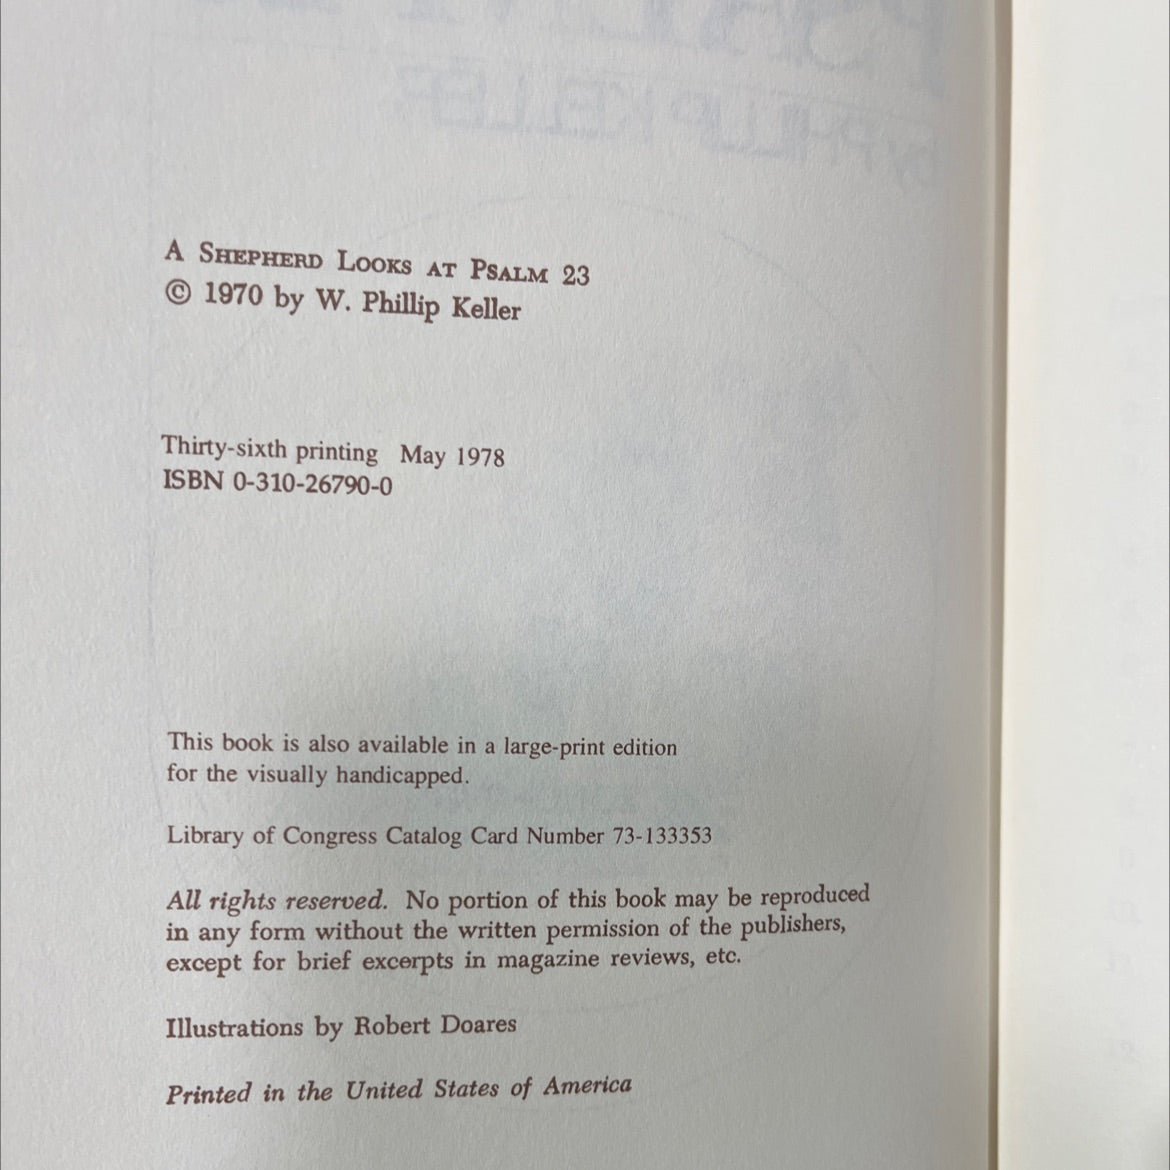 A Shepherd Looks at Psalm 23
© 1970 by W. Phillip Keller
Thirty-sixth printing May 1978
ISBN 0-310-26790-0
This book is also available in a large-print edition
for the visually handicapped.
Library of Congress Catalog Card Number 73-133353
All rights reserved. No portion of this book may be reproduced
in any form without the written permission of the publishers,
except for brief excerpts in magazine reviews, etc.
Illustrations by Robert Doares
Printed in the United States of America